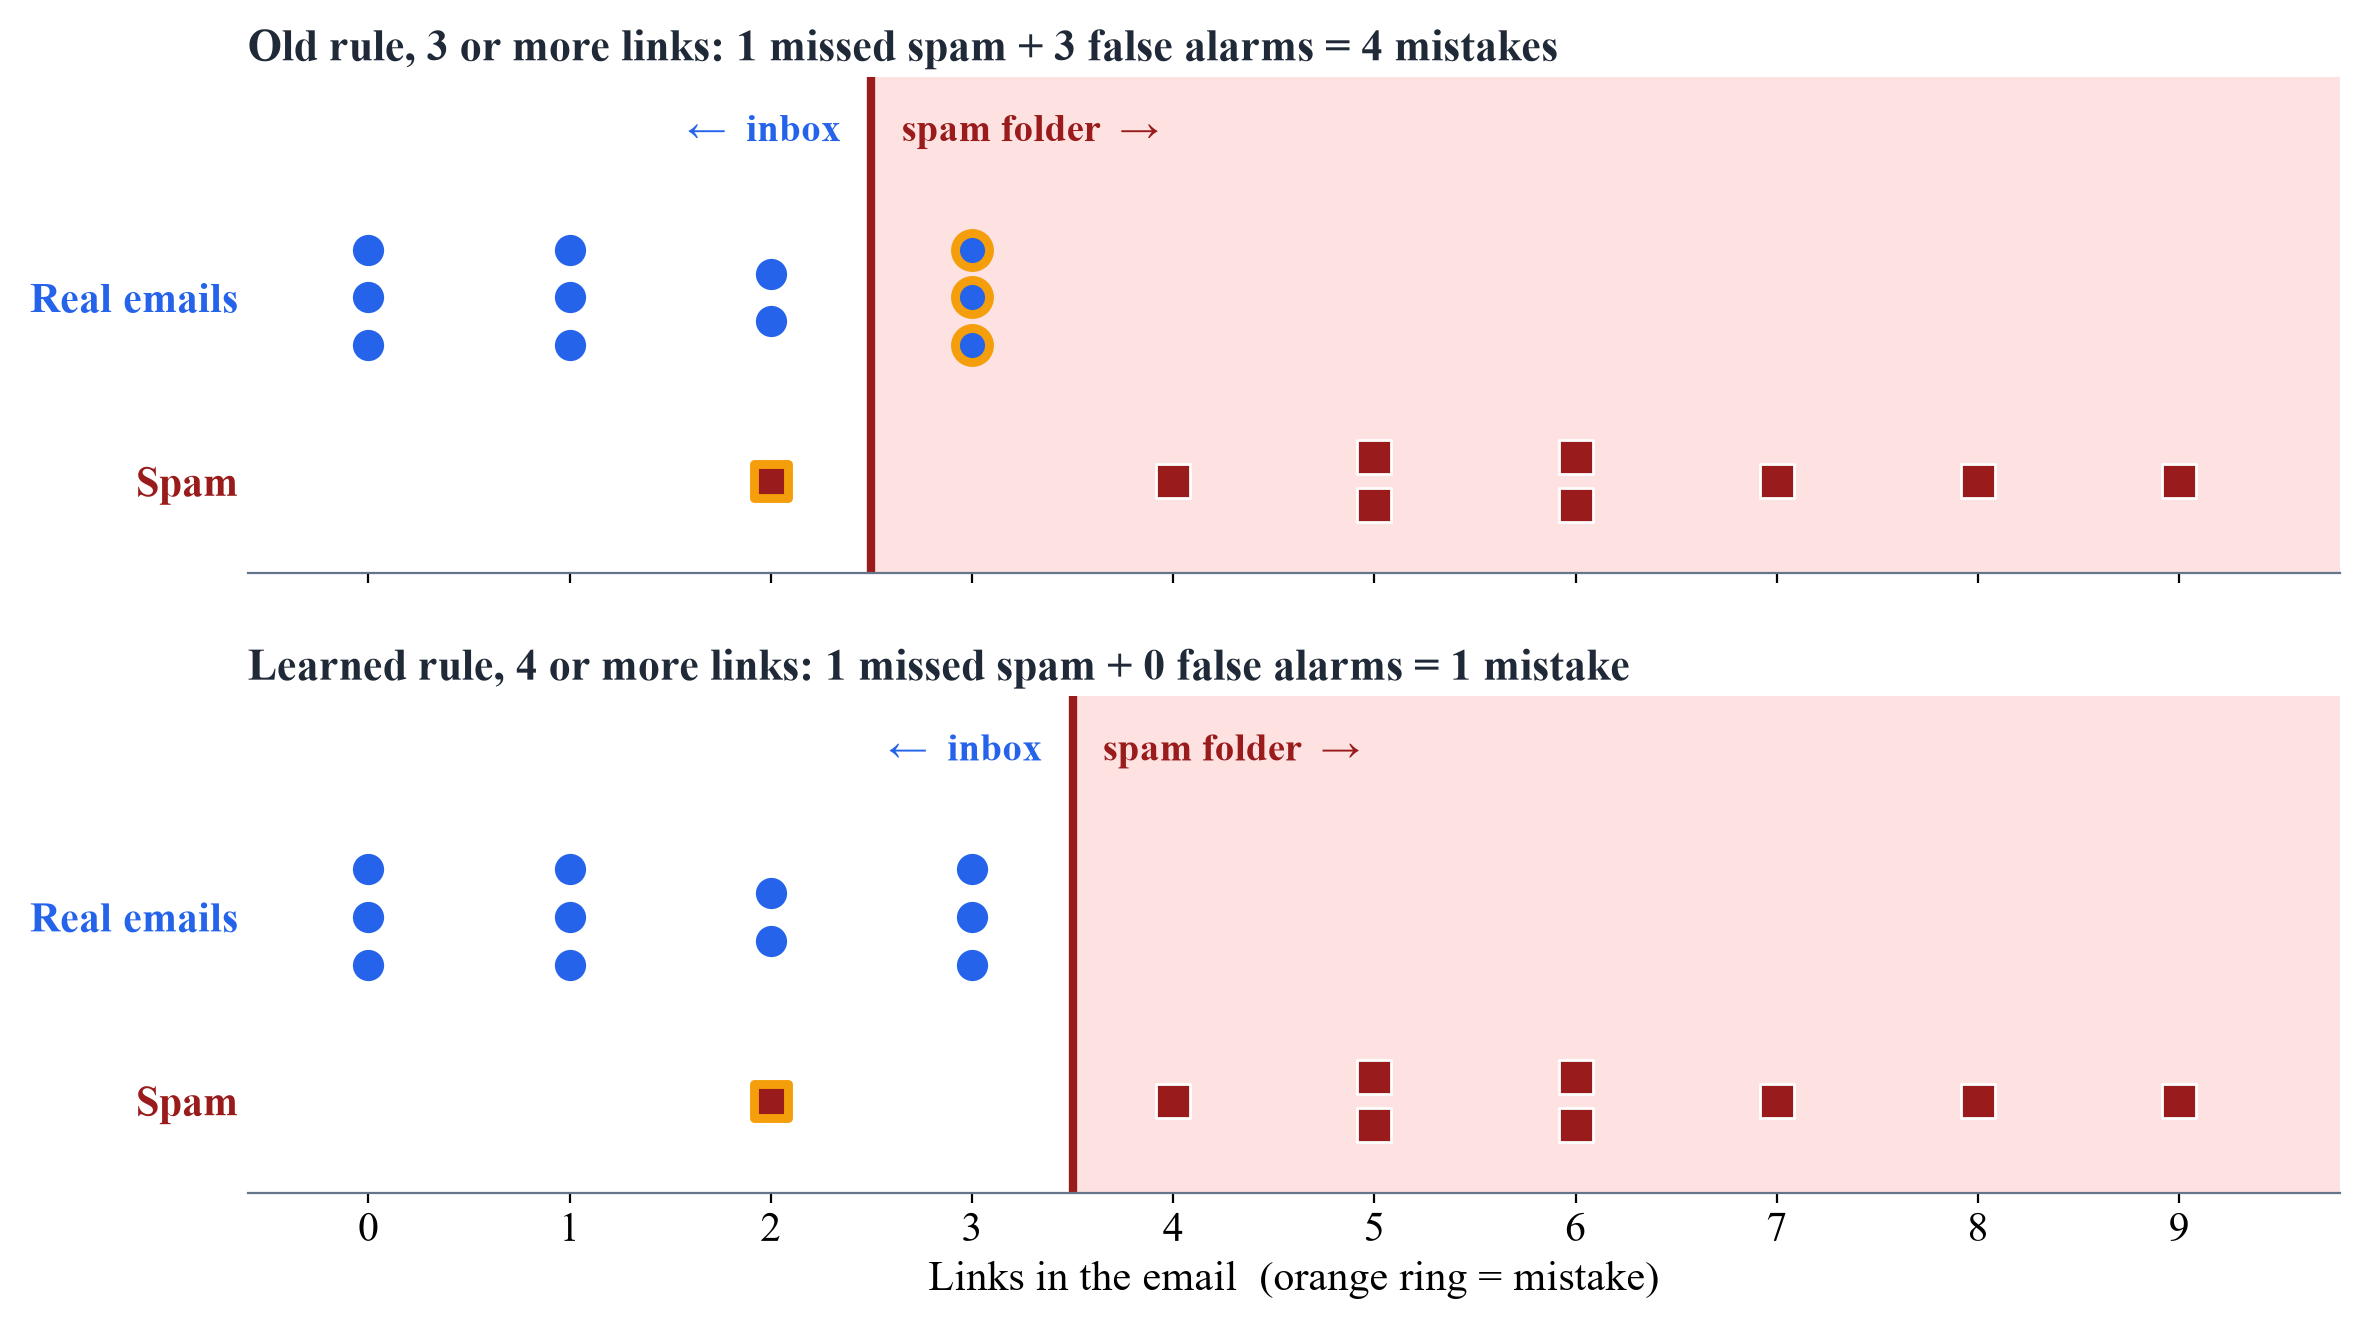 Old rule, 3 or more links: 1 missed spam + 3 false alarms = 4 mistakes
← inbox
spam folder →
Real emails
Spam
Learned rule, 4 or more links: 1 missed spam + 0 false alarms = 1 mistake
← inbox
spam folder →
Real emails
Spam
0 1 2 3 4 5 6 7 8 9
Links in the email (orange ring = mistake)